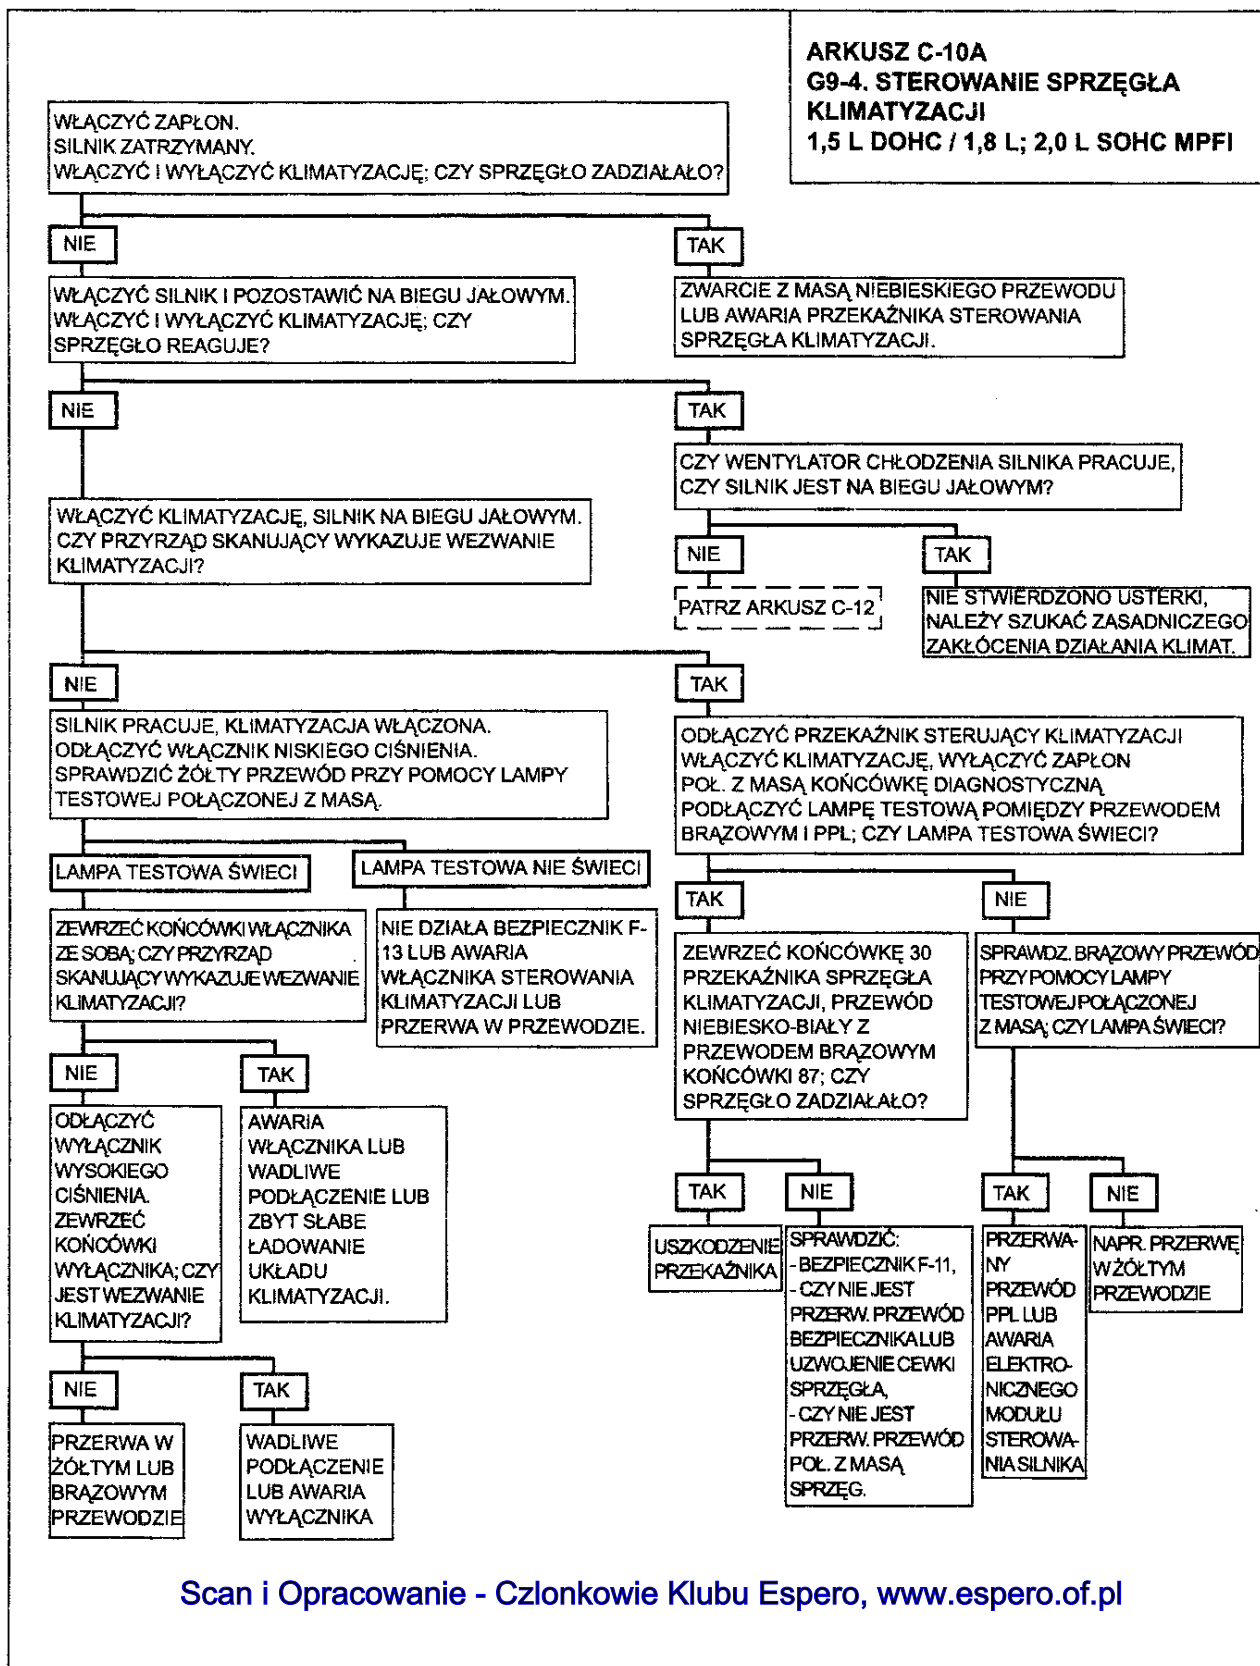 ARKUSZ C-10A
G9-4. STEROWANIE SPRZĘGŁA
KLIMATYZACJI
1,5 L DOHC / 1,8 L; 2,0 L SOHC MPFI
WŁĄCZYĆ ZAPŁON.
SILNIK ZATRZYMANY.
WŁĄCZYĆ I WYŁĄCZYĆ KLIMATYZACJĘ; CZY SPRZĘGŁO ZADZIAŁAŁO?
NIE
TAK
WŁĄCZYĆ SILNIK I POZOSTAWIĆ NA BIEGU JAŁOWYM.
WŁĄCZYĆ I WYŁĄCZYĆ KLIMATYZACJĘ; CZY
SPRZĘGŁO REAGUJE?
ZWARCIE Z MASĄ NIEBIESKIEGO PRZEWODU
LUB AWARIA PRZEKAŹNIKA STEROWANIA
SPRZĘGŁA KLIMATYZACJI.
NIE
TAK
CZY WENTYLATOR CHŁODZENIA SILNIKA PRACUJE,
CZY SILNIK JEST NA BIEGU JAŁOWYM?
WŁĄCZYĆ KLIMATYZACJĘ, SILNIK NA BIEGU JAŁOWYM.
CZY PRZYRZĄD SKANUJĄCY WYKAZUJE WEZWANIE
KLIMATYZACJI?
NIE
TAK
PATRZ ARKUSZ C-12
NIE STWIERDZONO USTERKI,
NALEŻY SZUKAĆ ZASADNICZEGO
ZAKŁÓCENIA DZIAŁANIA KLIMAT.
NIE
TAK
SILNIK PRACUJE, KLIMATYZACJA WŁĄCZONA.
ODŁĄCZYĆ WŁĄCZNIK NISKIEGO CIŚNIENIA.
SPRAWDZIĆ ŻÓŁTY PRZEWÓD PRZY POMOCY LAMPY
TESTOWEJ POŁĄCZONEJ Z MASĄ.
ODŁĄCZYĆ PRZEKAŹNIK STERUJĄCY KLIMATYZACJI
WŁĄCZYĆ KLIMATYZACJĘ, WYŁĄCZYĆ ZAPŁON
POŁ. Z MASĄ KOŃCÓWKĘ DIAGNOSTYCZNĄ
PODŁĄCZYĆ LAMPĘ TESTOWĄ POMIĘDZY PRZEWODEM
BRĄZOWYM I PPL; CZY LAMPA TESTOWA ŚWIECI?
LAMPA TESTOWA ŚWIECI
LAMPA TESTOWA NIE ŚWIECI
TAK
NIE
ZEWRZEĆ KOŃCÓWKI WŁĄCZNIKA
ZE SOBĄ; CZY PRZYRZĄD
SKANUJĄCY WYKAZUJE WEZWANIE
KLIMATYZACJI?
NIE DZIAŁA BEZPIECZNIK F-
13 LUB AWARIA
WŁĄCZNIKA STEROWANIA
KLIMATYZACJI LUB
PRZERWA W PRZEWODZIE.
ZEWRZEĆ KOŃCÓWKĘ 30
PRZEKAŹNIKA SPRZĘGŁA
KLIMATYZACJI, PRZEWÓD
NIEBIESKO-BIAŁY Z
PRZEWODEM BRĄZOWYM
KOŃCÓWKI 87; CZY
SPRZĘGŁO ZADZIAŁAŁO?
SPRAWDZ. BRĄZOWY PRZEWÓD
PRZY POMOCY LAMPY
TESTOWEJ POŁĄCZONEJ
Z MASĄ; CZY LAMPA ŚWIECI?
NIE
TAK
ODŁĄCZYĆ
WYŁĄCZNIK
WYSOKIEGO
CIŚNIENIA.
ZEWRZEĆ
KOŃCÓWKI
WYŁĄCZNIKA; CZY
JEST WEZWANIE
KLIMATYZACJI?
AWARIA
WŁĄCZNIKA LUB
WADLIWE
PODŁĄCZENIE LUB
ZBYT SŁABE
ŁADOWANIE
UKŁADU
KLIMATYZACJI.
TAK
NIE
TAK
NIE
USZKODZENIE
PRZEKAŹNIKA
SPRAWDZIĆ:
- BEZPIECZNIK F-11,
- CZY NIE JEST
PRZERW. PRZEWÓD
BEZPIECZNIKA LUB
UZWOJENIE CEWKI
SPRZĘGŁA,
- CZY NIE JEST
PRZERW. PRZEWÓD
POŁ. Z MASĄ
SPRZĘG.
PRZERWA-
NY
PRZEWÓD
PPL LUB
AWARIA
ELEKTRO-
NICZNEGO
MODUŁU
STEROWA-
NIA SILNIKA
NAPR. PRZERWĘ
W ŻÓŁTYM
PRZEWODZIE
NIE
TAK
PRZERWA W
ŻÓŁTYM LUB
BRĄZOWYM
PRZEWODZIE
WADLIWE
PODŁĄCZENIE
LUB AWARIA
WYŁĄCZNIKA
Scan i Opracowanie - Czlonkowie Klubu Espero, www.espero.of.pl